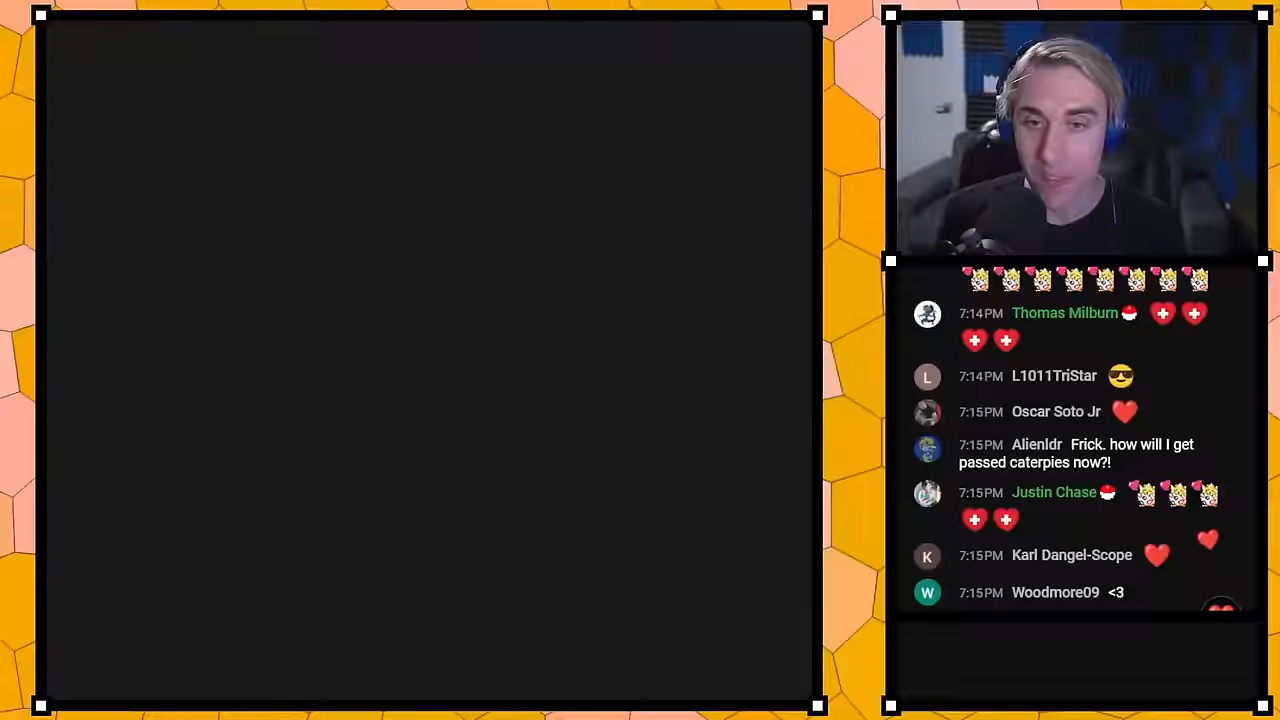 7:14PM Thomas Milburn
L
7:14PM L1011TriStar
7:15PM Oscar Soto Jr
7:15PM Alienldr Frick. how will I get
passed caterpies now?!
7:15PM Justin Chase
K
7:15PM Karl Dangel-Scope
W
7:15PM Woodmore09 <3